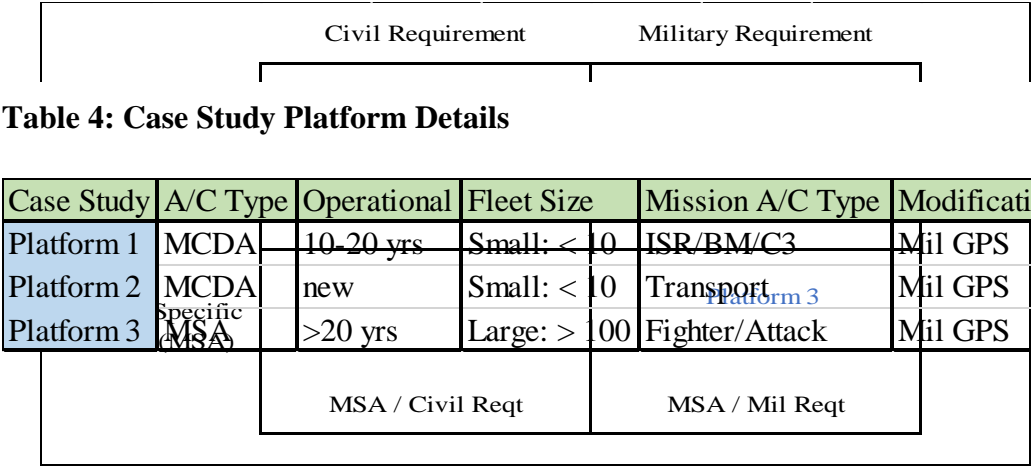 Civil Requirement Military Requirement
Table 4: Case Study Platform Details
Case Study A/C Type Operational Fleet Size Mission A/C Type Modificati
Platform 1 MCDA 10-20 yrs Small: < 10 ISR/BM/C3 Mil GPS
Platform 2 MCDA new Small: < 10 Transport Mil GPS
Specific Platform 3
Platform 3 MSA >20 yrs Large: > 100 Fighter/Attack Mil GPS
(MSA)
MSA / Civil Reqt MSA / Mil Reqt